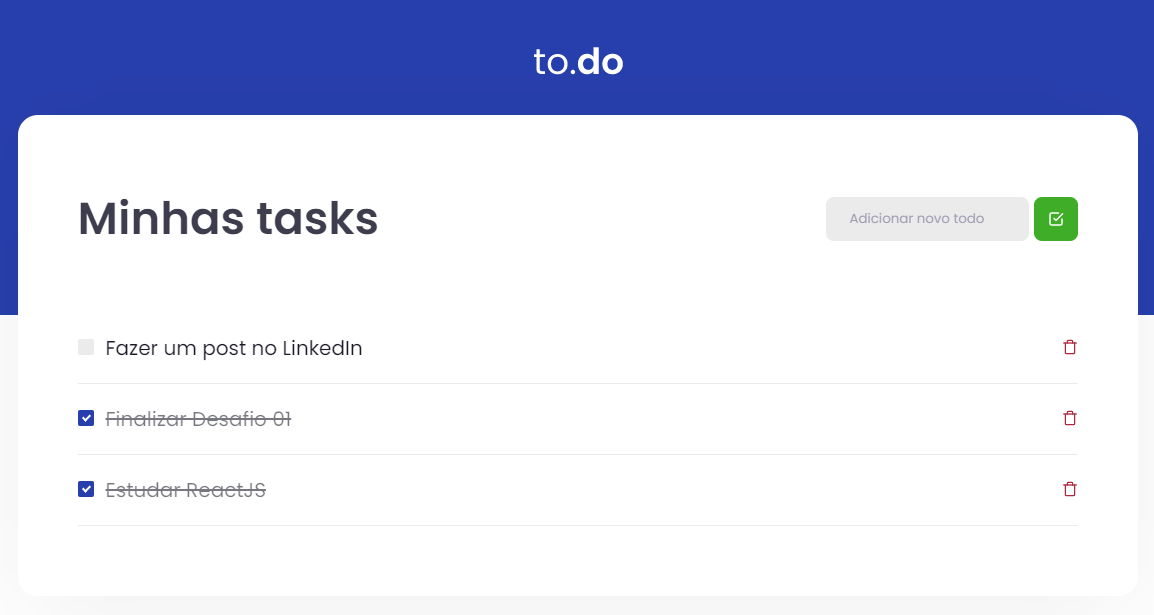 to.do
Minhas tasks
Adicionar novo todo
Fazer um post no LinkedIn
Finalizar Desafio 01
Estudar ReactJS